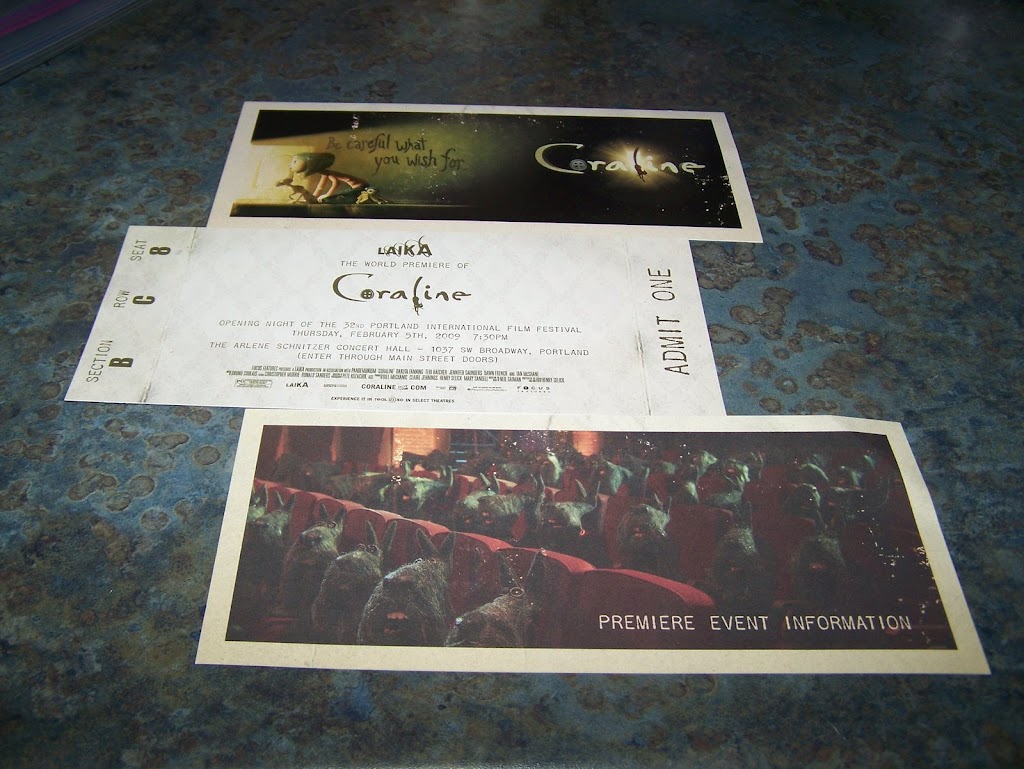 Be careful what
you wish for
Coraline
SECTION B
ROW C
SEAT 8
LAIKA
THE WORLD PREMIERE OF
Coraline
OPENING NIGHT OF THE 32ND PORTLAND INTERNATIONAL FILM FESTIVAL
THURSDAY, FEBRUARY 5TH, 2009 7:30PM
THE ARLENE SCHNITZER CONCERT HALL - 1037 SW BROADWAY, PORTLAND
(ENTER THROUGH MAIN STREET DOORS)
LAIKA
CORALINE.COM
FOCUS
FEATURES
EXPERIENCE IT IN REAL D 3D IN SELECT THEATRES
ADMIT ONE
PREMIERE EVENT INFORMATION